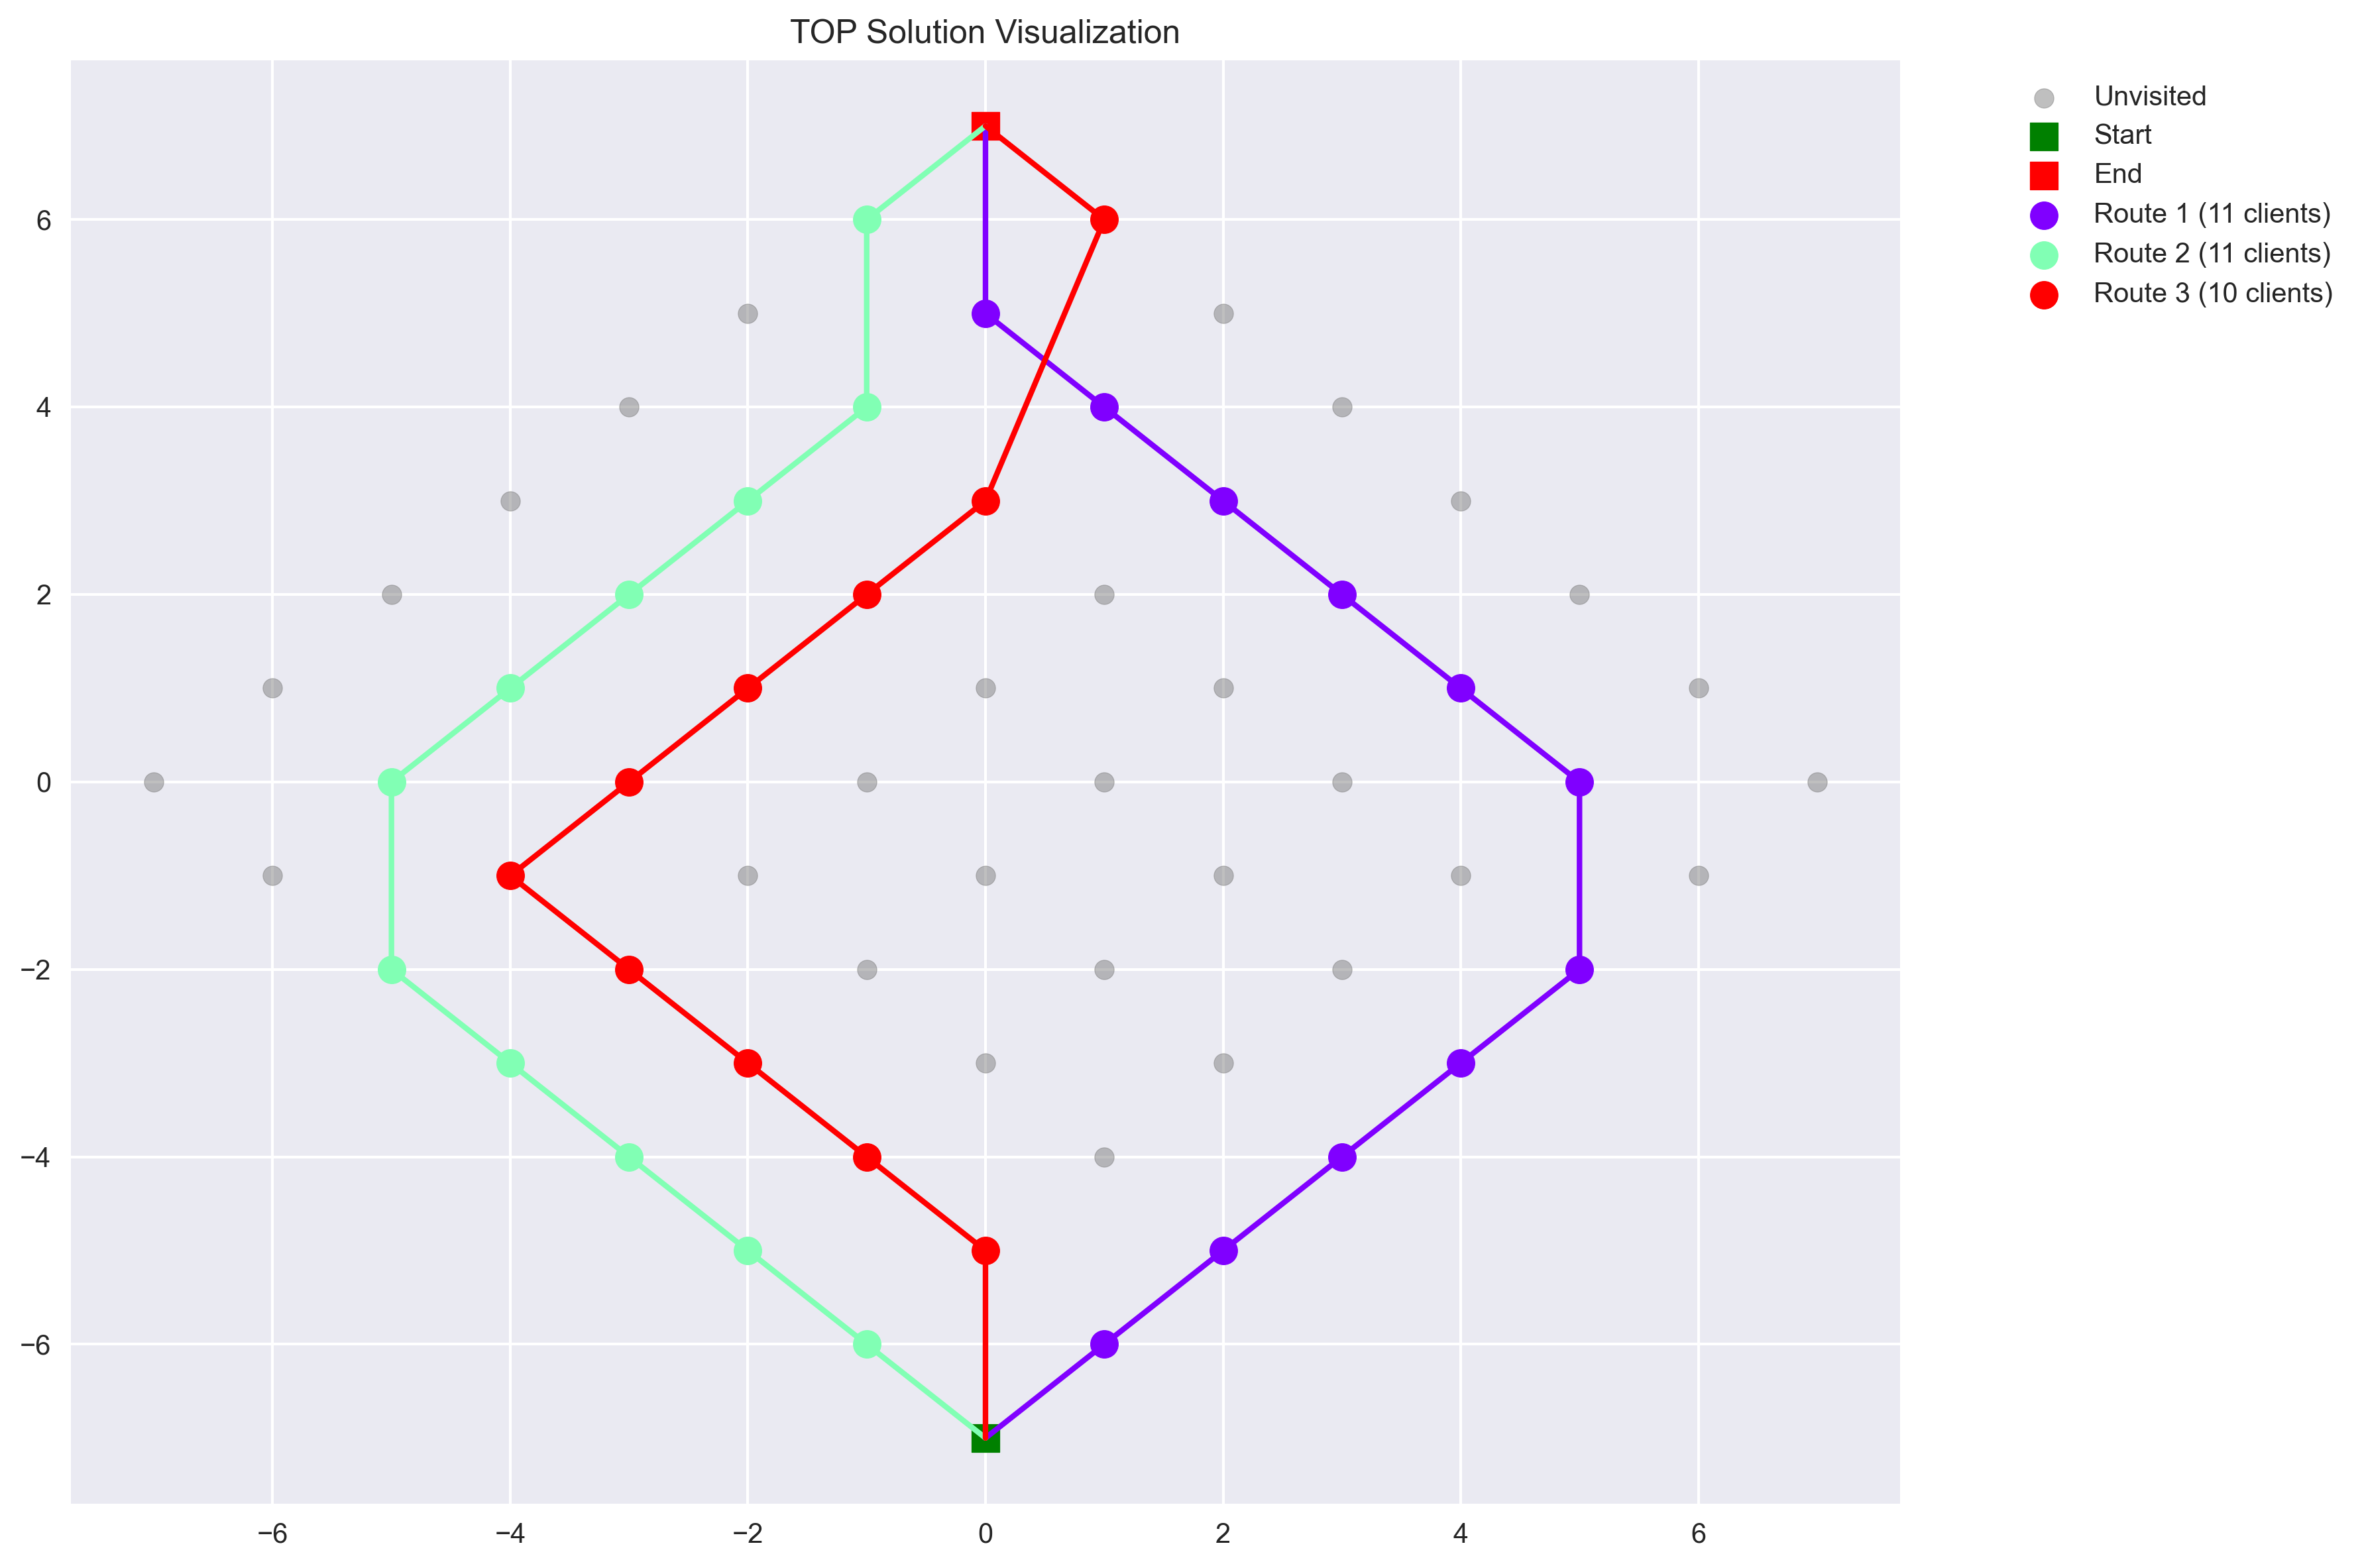 TOP Solution Visualization
Unvisited
Start
End
Route 1 (11 clients)
Route 2 (11 clients)
Route 3 (10 clients)
6
4
2
0
−2
−4
−6
−6 −4 −2 0 2 4 6